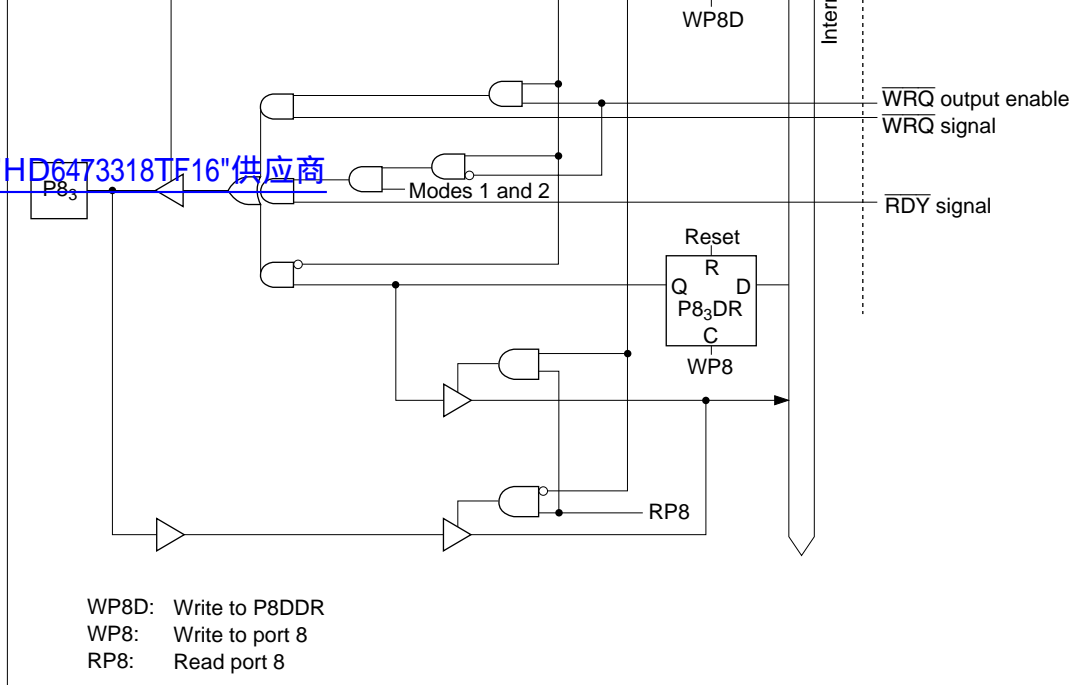 WP8D
Inter
WRQ output enable
WRQ signal
HD6473318TF16"供应商
P8₃
Modes 1 and 2
RDY signal
Reset
R
Q D
P8₃DR
C
WP8
RP8
WP8D: Write to P8DDR
WP8: Write to port 8
RP8: Read port 8